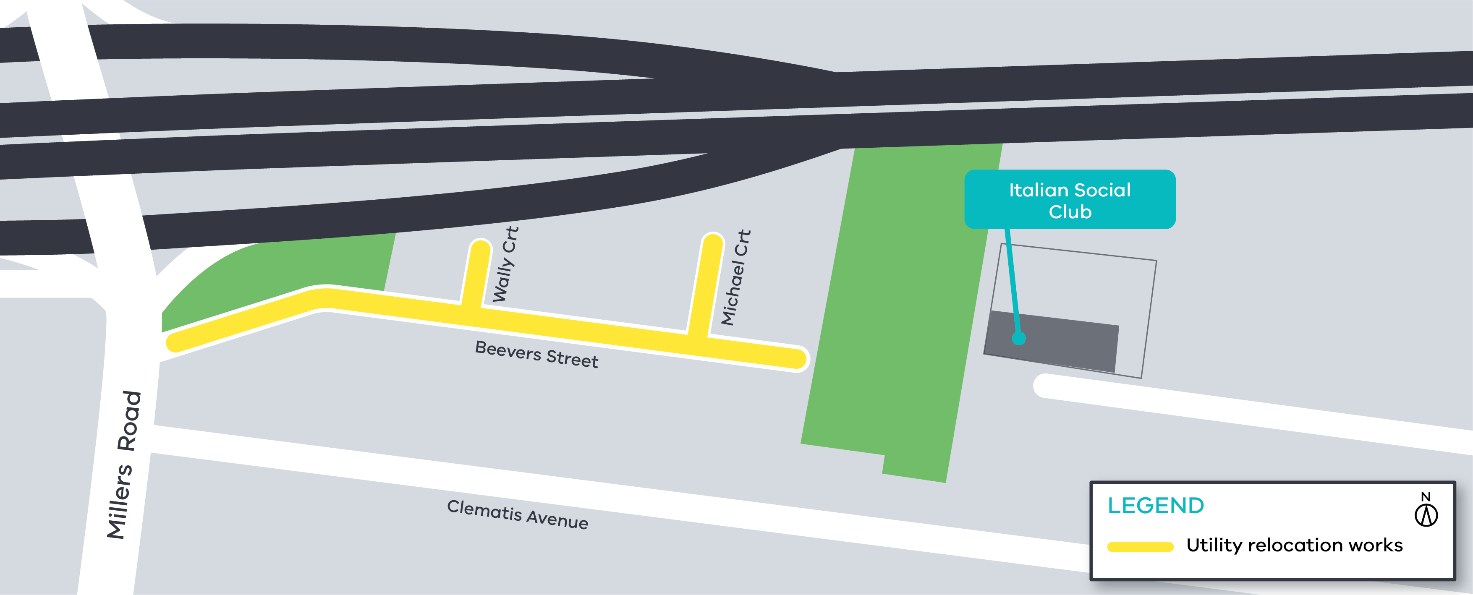 Italian Social
Club
Wally Crt
Michael Crt
Beevers Street
Millers Road
Clematis Avenue
LEGEND
N
Utility relocation works